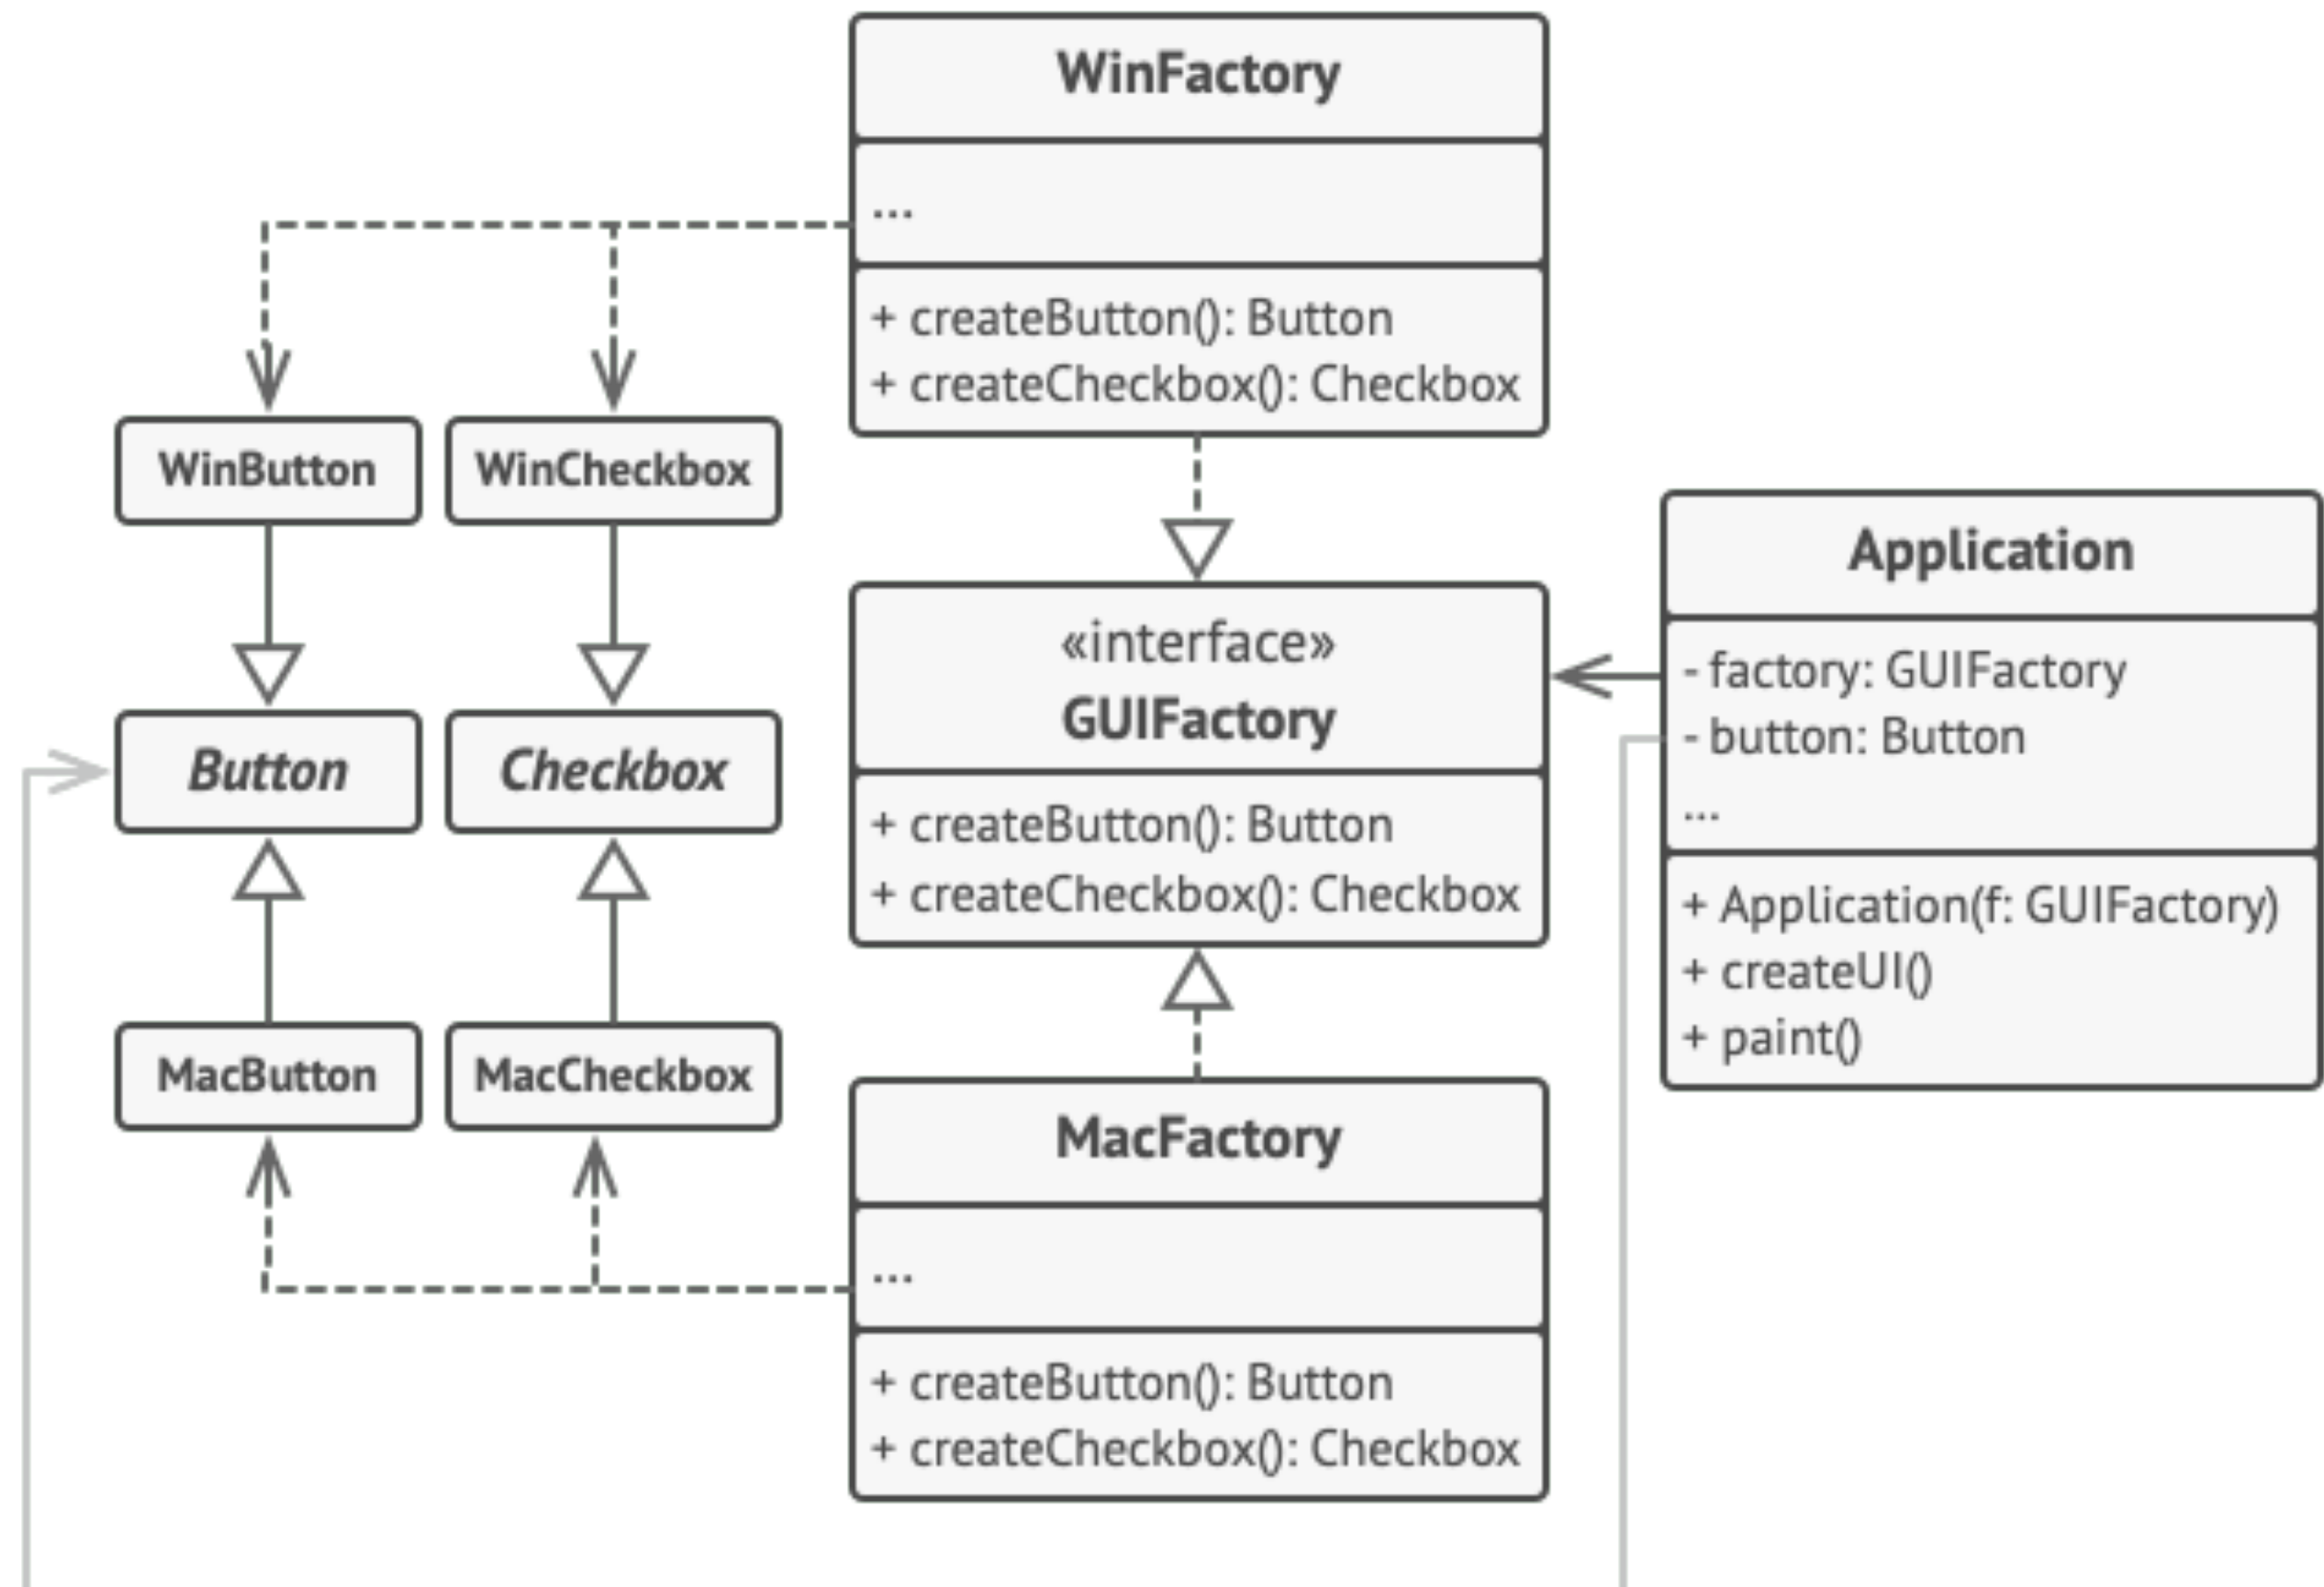 WinFactory
...
+ createButton(): Button
+ createCheckbox(): Checkbox
WinButton
WinCheckbox
Button
Checkbox
MacButton
MacCheckbox
«interface»
GUIFactory
+ createButton(): Button
+ createCheckbox(): Checkbox
Application
- factory: GUIFactory
- button: Button
...
+ Application(f: GUIFactory)
+ createUI()
+ paint()
MacFactory
...
+ createButton(): Button
+ createCheckbox(): Checkbox